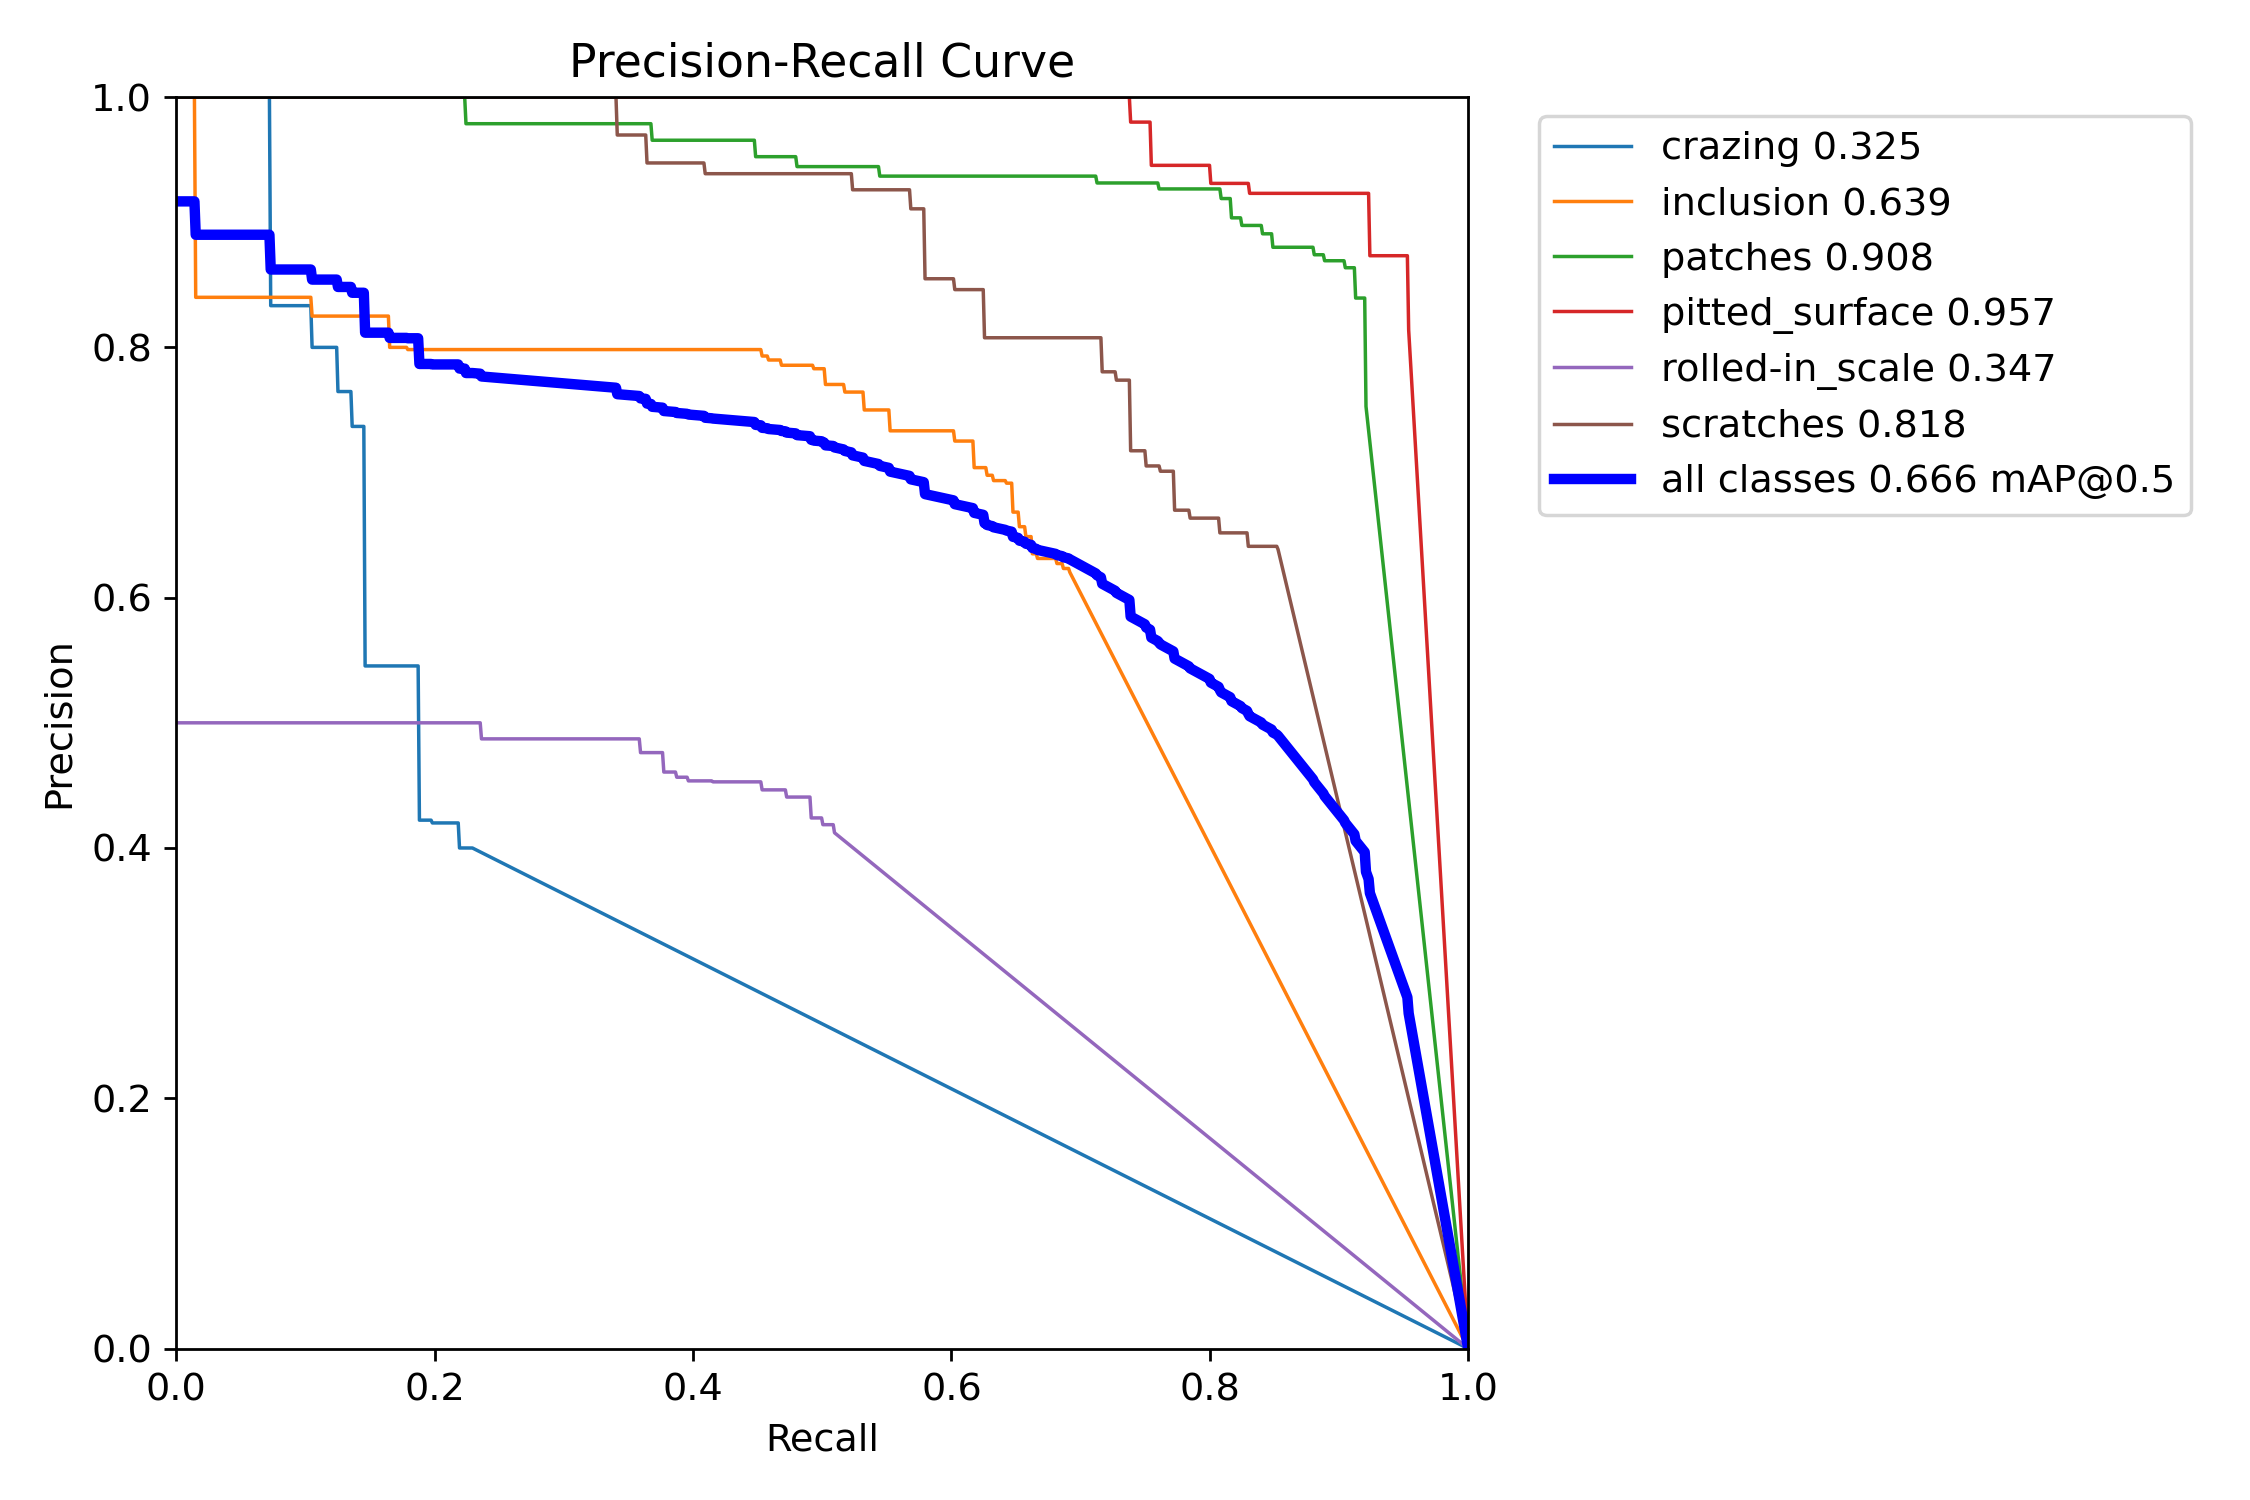 Precision-Recall Curve
1.0
0.8
0.6
0.4
0.2
0.0
Precision
0.0 0.2 0.4 0.6 0.8 1.0
Recall
crazing 0.325
inclusion 0.639
patches 0.908
pitted_surface 0.957
rolled-in_scale 0.347
scratches 0.818
all classes 0.666 mAP@0.5